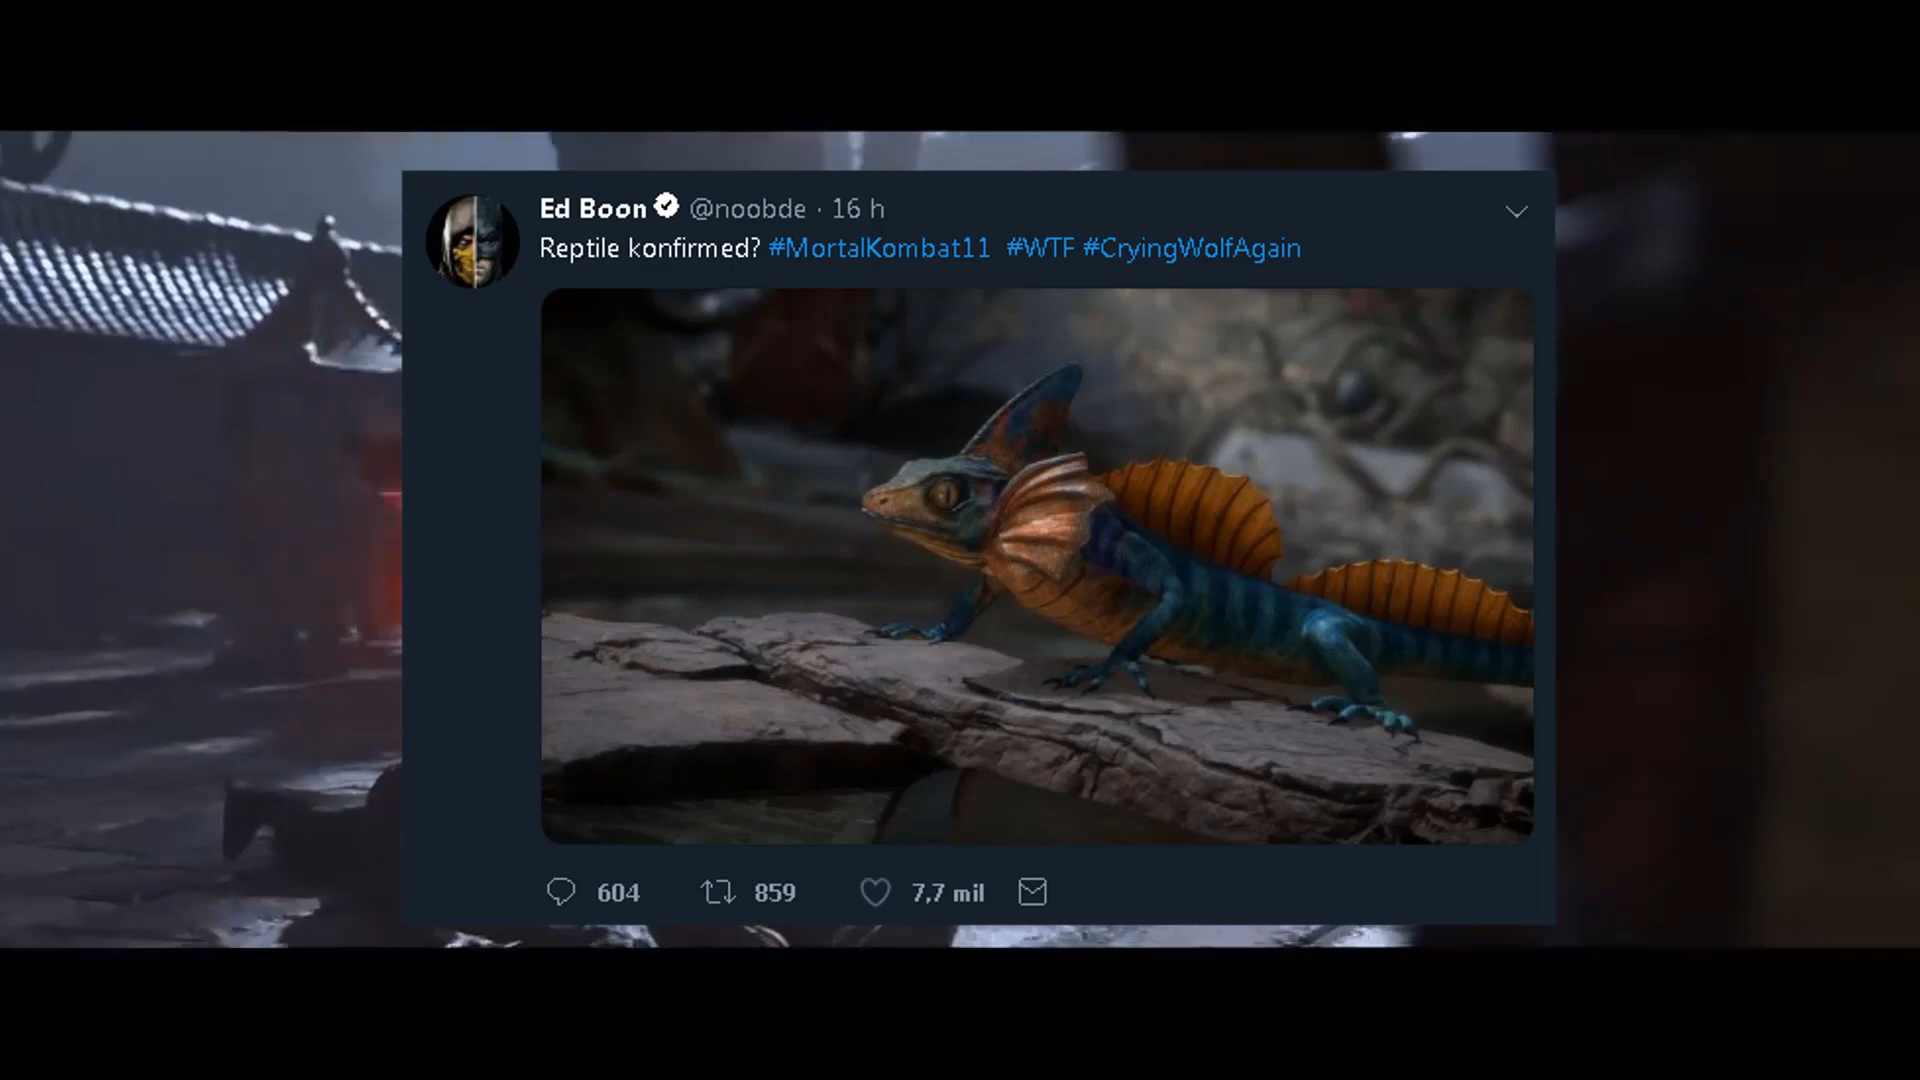 Ed Boon @noobde · 16 h
Reptile konfirmed? #MortalKombat11 #WTF #CryingWolfAgain
604 859 7,7 mil